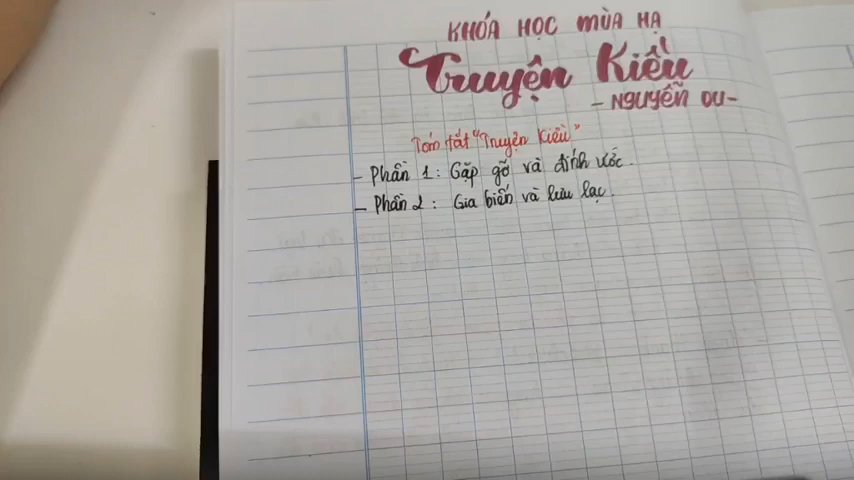 KHÓA HỌC MÙA HẠ
Truyện Kiều
- NGUYỄN DU -
Tóm tắt "Truyện Kiều"
- Phần 1: Gặp gỡ và đính ước.
- Phần 2: Gia biến và lưu lạc.